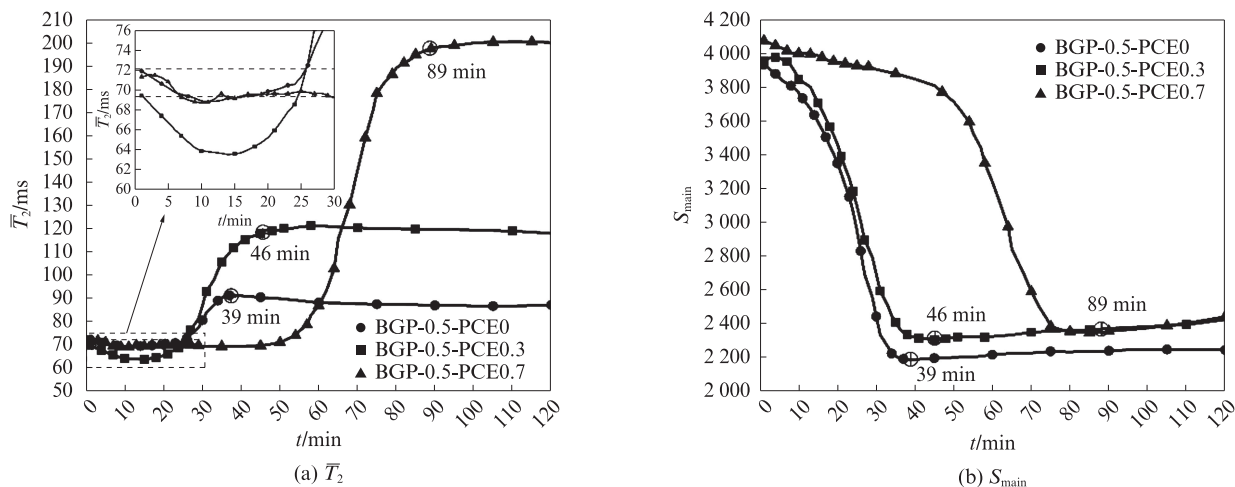 210
200
190
180
170
160
150
140
130
120
110
100
90
80
70
60
50
T̅₂/ms
76
74
72
70
68
66
64
62
60
T̅₂/ms
0 5 10 15 20 25 30
t/min
89 min
46 min
39 min
BGP-0.5-PCE0
BGP-0.5-PCE0.3
BGP-0.5-PCE0.7
0 10 20 30 40 50 60 70 80 90 100 110 120
t/min
(a) T̅₂
4 200
4 000
3 800
3 600
3 400
3 200
3 000
2 800
2 600
2 400
2 200
2 000
S_main
BGP-0.5-PCE0
BGP-0.5-PCE0.3
BGP-0.5-PCE0.7
46 min
89 min
39 min
0 10 20 30 40 50 60 70 80 90 100 110 120
t/min
(b) S_main